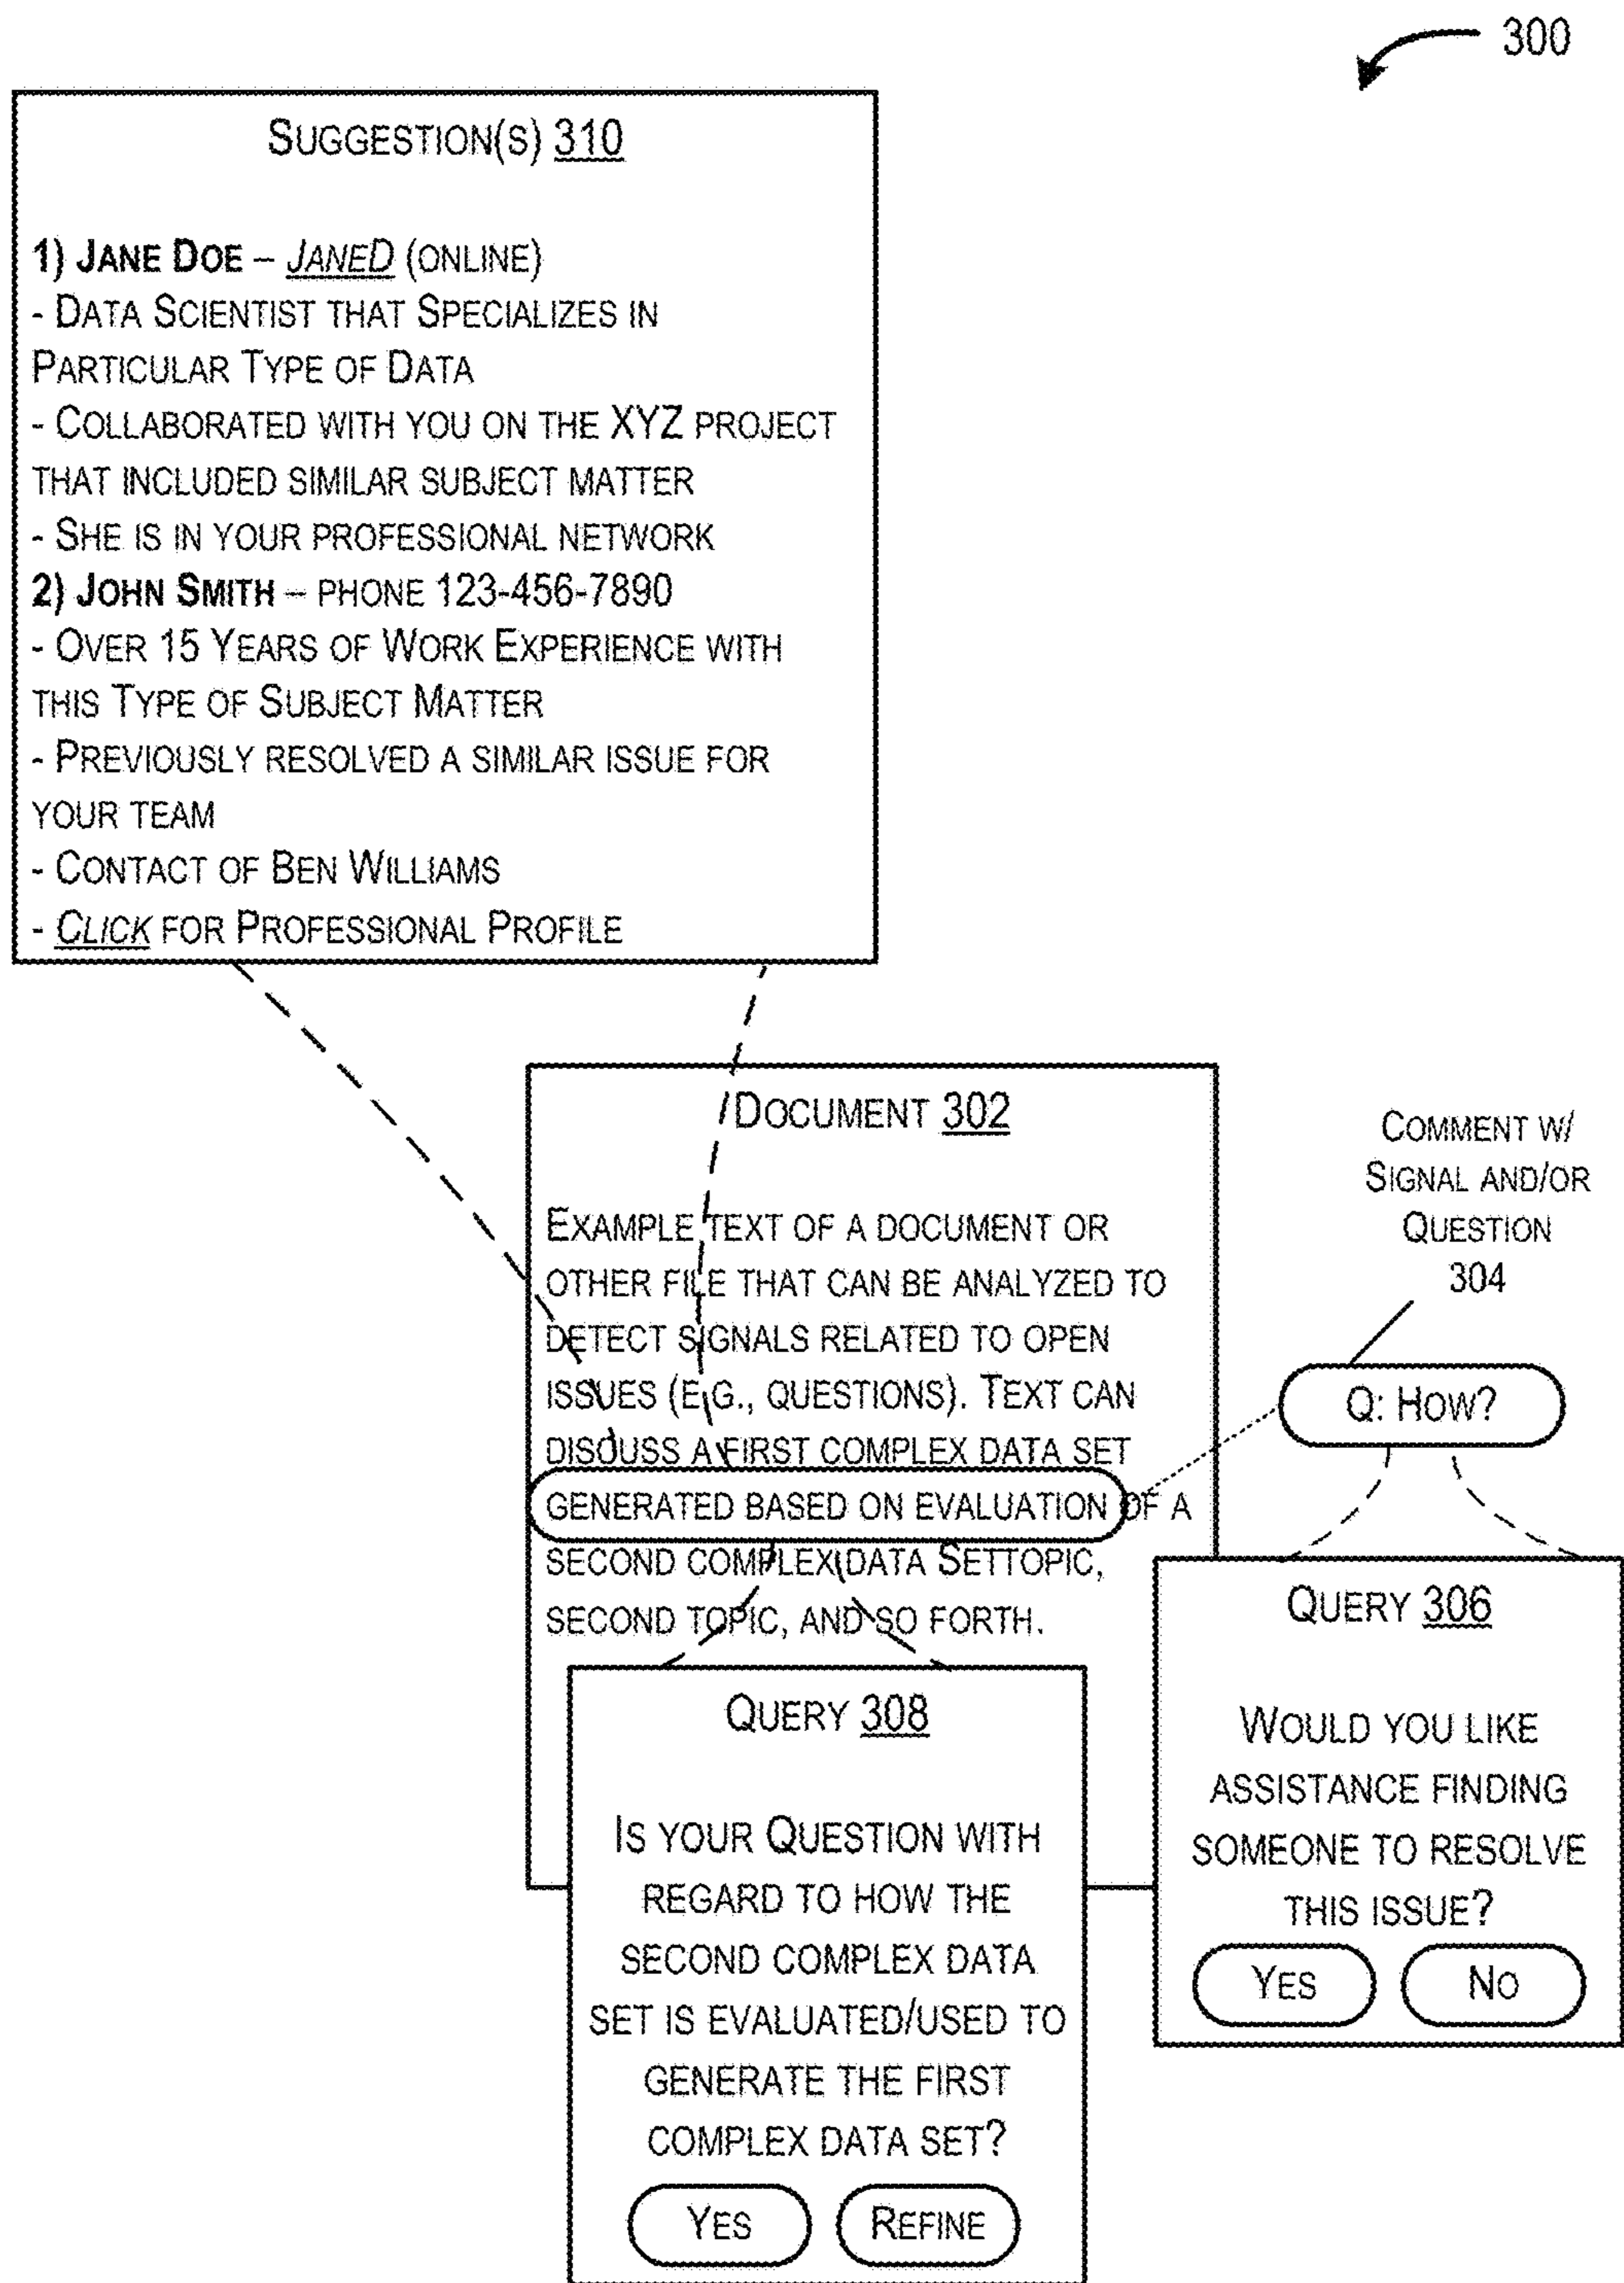 300
SUGGESTION(S) 310
1) JANE DOE – JANED (ONLINE)
- DATA SCIENTIST THAT SPECIALIZES IN
PARTICULAR TYPE OF DATA
- COLLABORATED WITH YOU ON THE XYZ PROJECT
THAT INCLUDED SIMILAR SUBJECT MATTER
- SHE IS IN YOUR PROFESSIONAL NETWORK
2) JOHN SMITH – PHONE 123-456-7890
- OVER 15 YEARS OF WORK EXPERIENCE WITH
THIS TYPE OF SUBJECT MATTER
- PREVIOUSLY RESOLVED A SIMILAR ISSUE FOR
YOUR TEAM
- CONTACT OF BEN WILLIAMS
- CLICK FOR PROFESSIONAL PROFILE
DOCUMENT 302
EXAMPLE TEXT OF A DOCUMENT OR
OTHER FILE THAT CAN BE ANALYZED TO
DETECT SIGNALS RELATED TO OPEN
ISSUES (E.G., QUESTIONS). TEXT CAN
DISCUSS A FIRST COMPLEX DATA SET
GENERATED BASED ON EVALUATION OF A
SECOND COMPLEX DATA SETTOPIC,
SECOND TOPIC, AND SO FORTH.
COMMENT W/
SIGNAL AND/OR
QUESTION
304
Q: HOW?
QUERY 306
WOULD YOU LIKE
ASSISTANCE FINDING
SOMEONE TO RESOLVE
THIS ISSUE?
YES NO
QUERY 308
IS YOUR QUESTION WITH
REGARD TO HOW THE
SECOND COMPLEX DATA
SET IS EVALUATED/USED TO
GENERATE THE FIRST
COMPLEX DATA SET?
YES REFINE